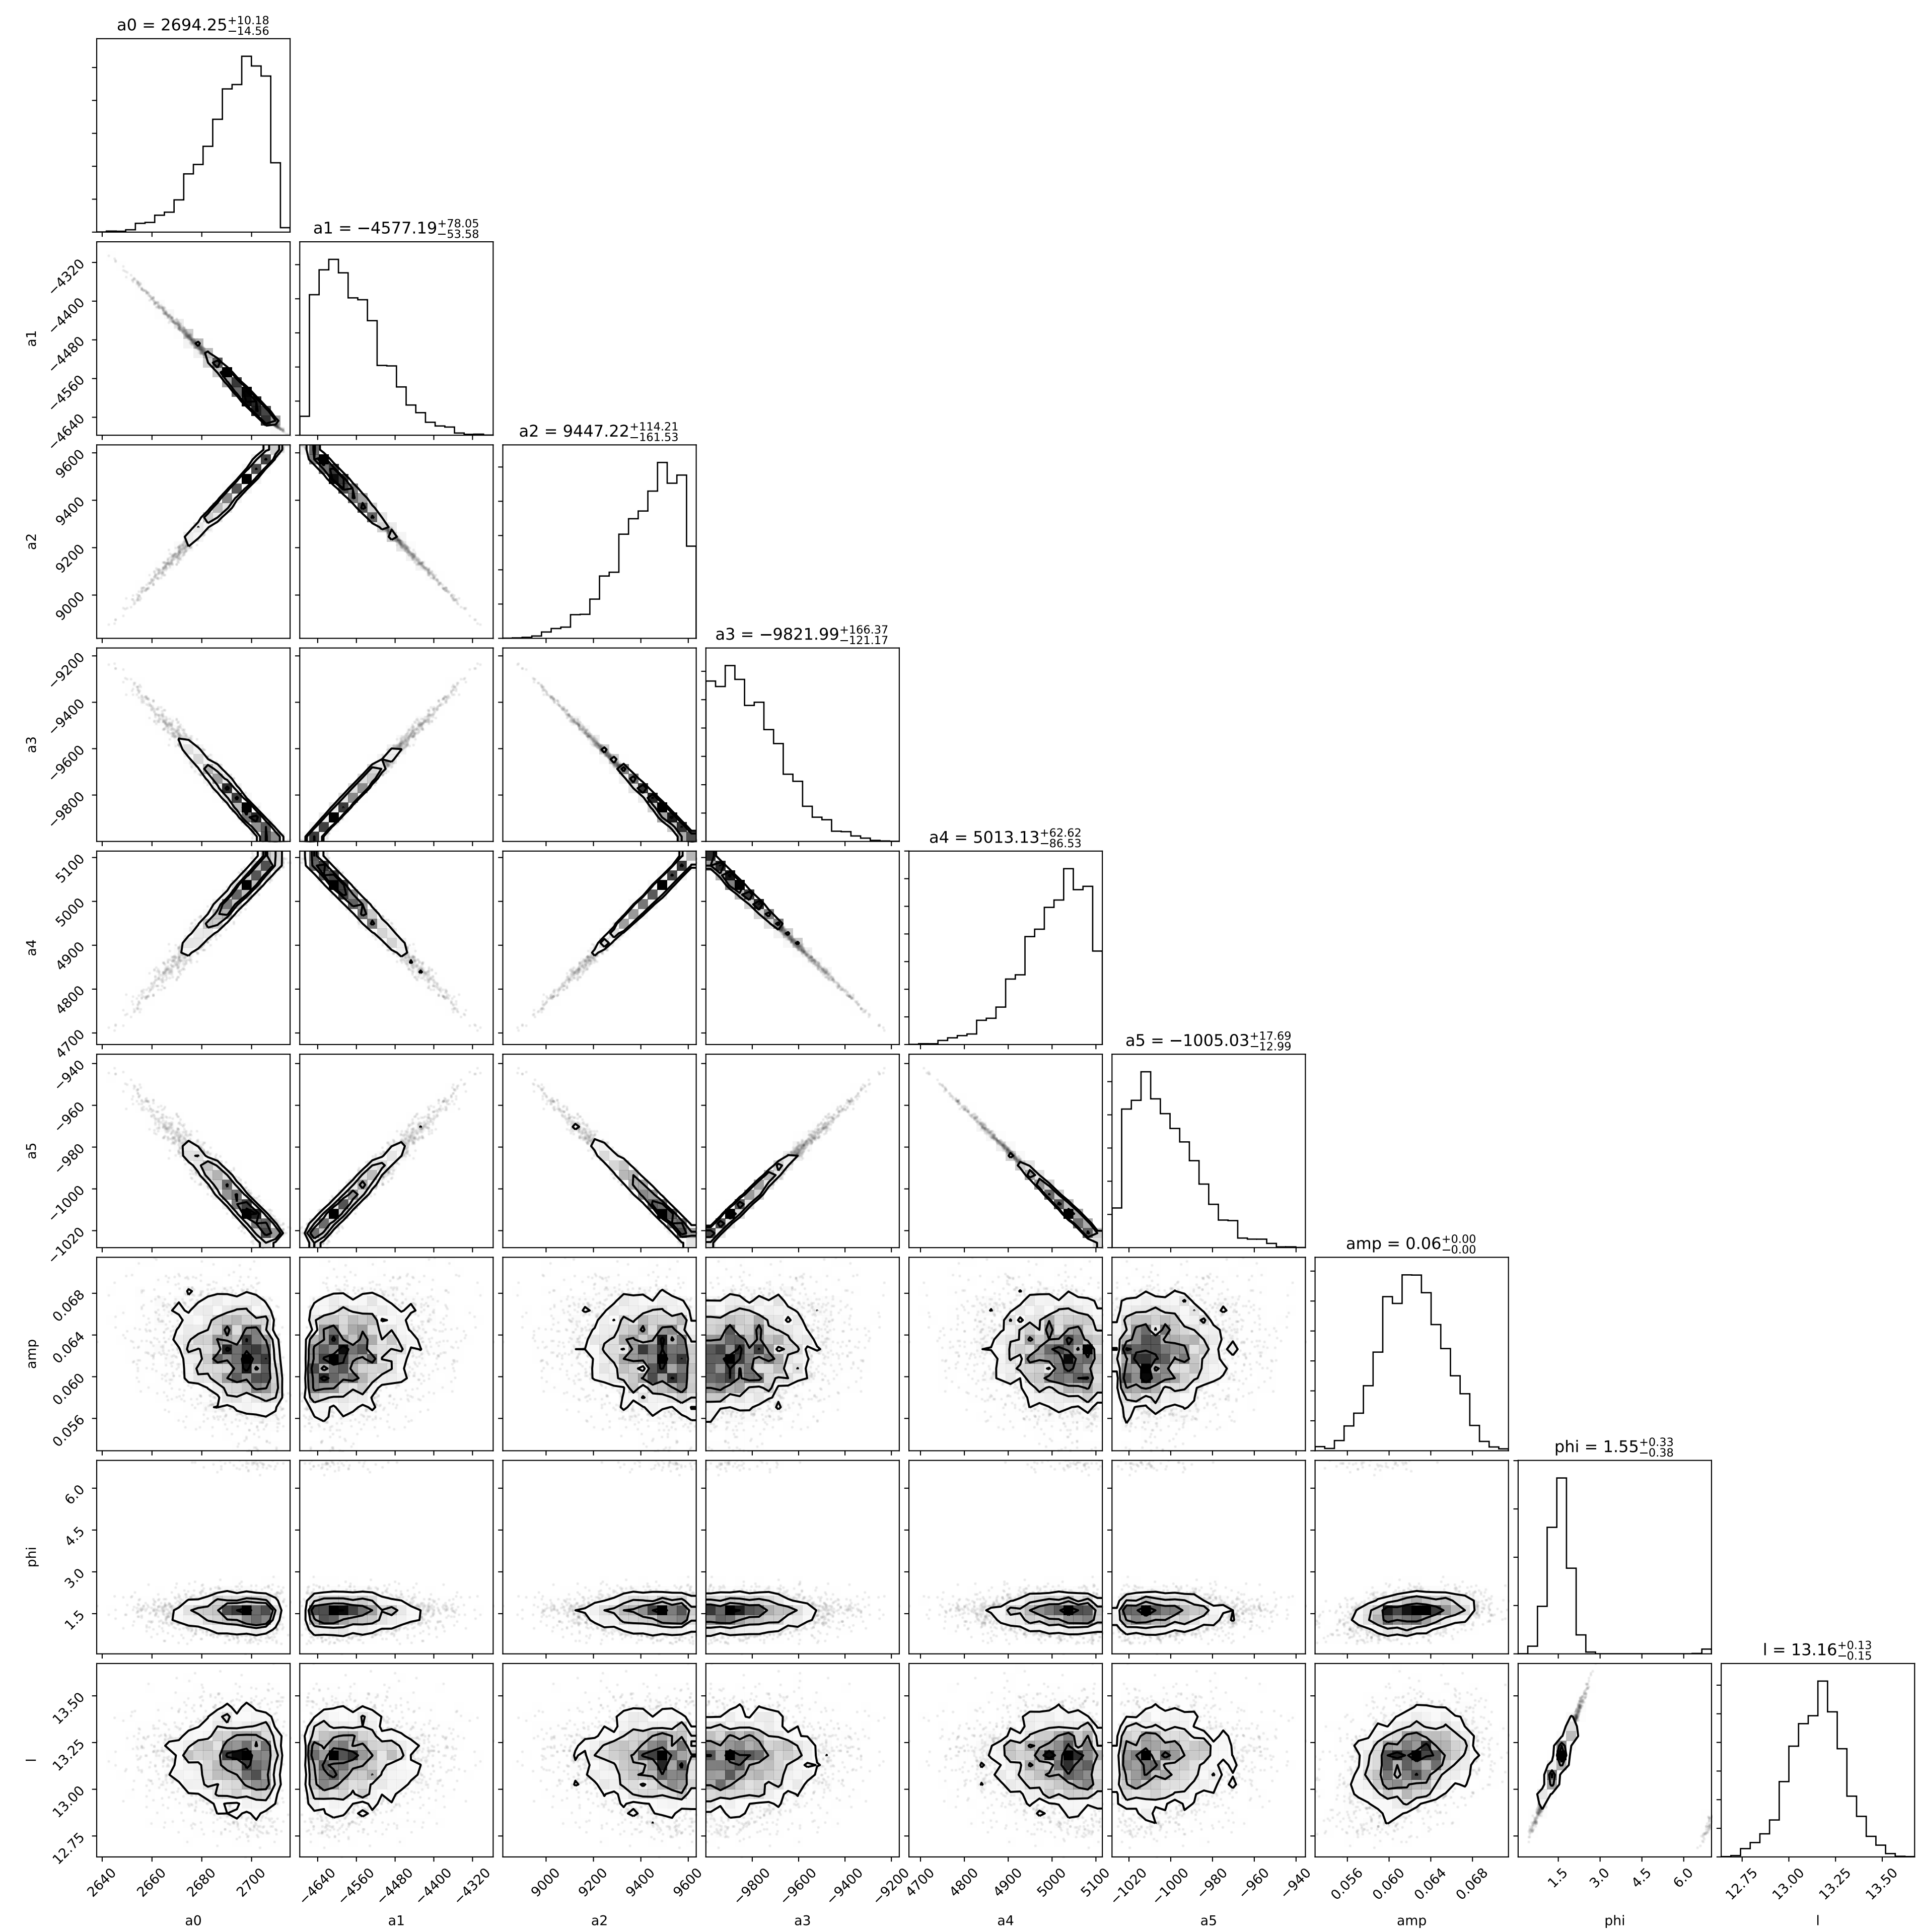 a0 = 2694.25+10.18−14.56
a1 = −4577.19+78.05−53.58
−4320
−4400
−4480
−4560
−4640
a1
a2 = 9447.22+114.21−161.53
9600
9400
9200
9000
a2
a3 = −9821.99+166.37−121.17
−9200
−9400
−9600
−9800
a3
a4 = 5013.13+62.62−86.53
5100
5000
4900
4800
4700
a4
a5 = −1005.03+17.69−12.99
−940
−960
−980
−1000
−1020
a5
amp = 0.06+0.00−0.00
0.068
0.064
0.060
0.056
amp
phi = 1.55+0.33−0.38
6.0
4.5
3.0
1.5
phi
l = 13.16+0.13−0.15
13.50
13.25
13.00
12.75
l
2640 2660 2680 2700 −4640 −4560 −4480 −4400 −4320 9000 9200 9400 9600 −9800 −9600 −9400 −9200 4700 4800 4900 5000 5100 −1020 −1000 −980 −960 −940 0.056 0.060 0.064 0.068 1.5 3.0 4.5 6.0 12.75 13.00 13.25 13.50
a0 a1 a2 a3 a4 a5 amp phi l